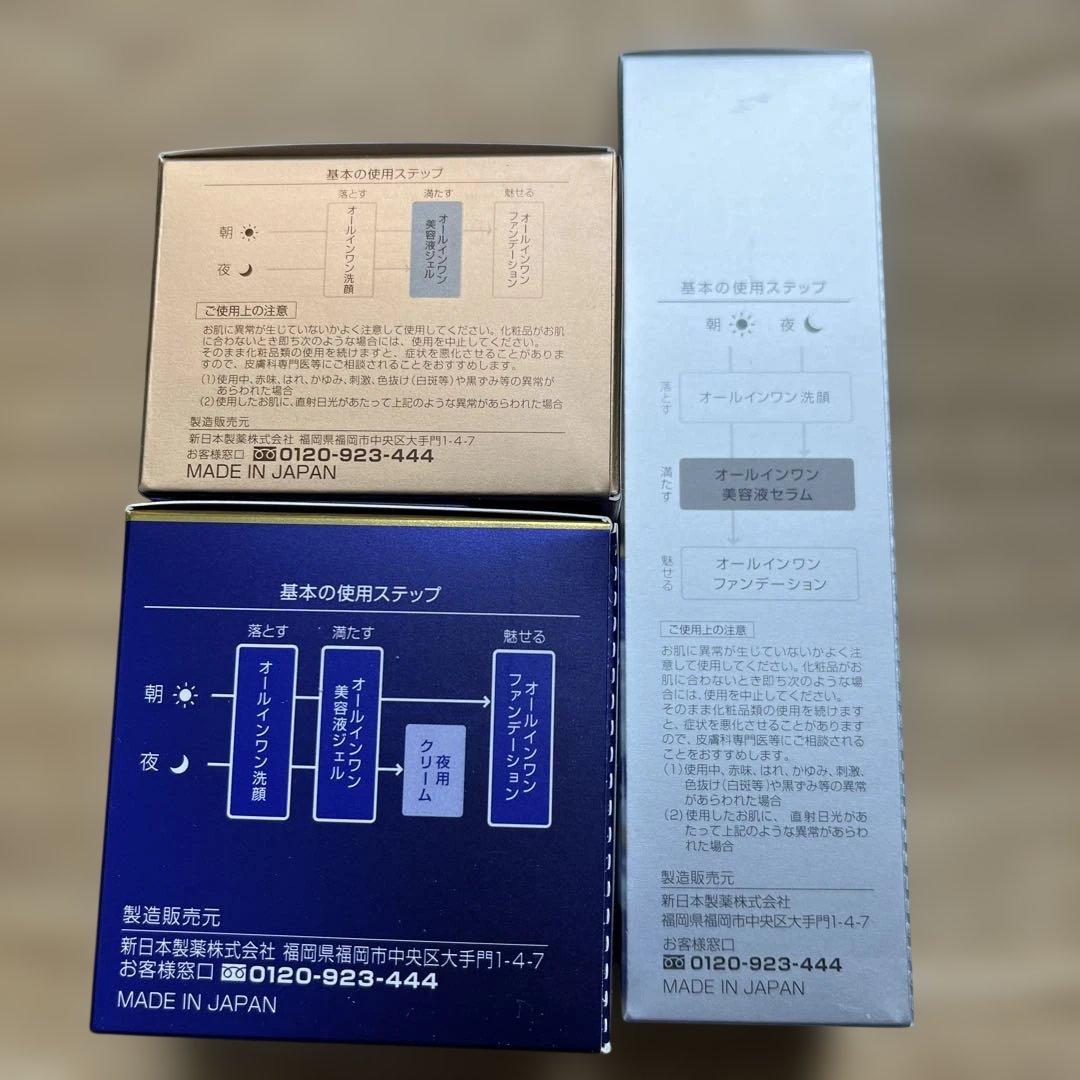 基本の使用ステップ
落とす 満たす 魅せる
朝
夜
オールインワン洗顔
オールインワン
美容液ジェル
オールインワン
ファンデーション
ご使用上の注意
お肌に異常が生じていないかよく注意して使用してください。化粧品がお肌
に合わないとき即ち次のような場合には、使用を中止してください。
そのまま化粧品類の使用を続けますと、症状を悪化させることがありま
すので、皮膚科専門医等にご相談されることをおすすめします。
(1)使用中、赤味、はれ、かゆみ、刺激、色抜け(白斑等)や黒ずみ等の異常が
あらわれた場合
(2)使用したお肌に、直射日光があたって上記のような異常があらわれた場合
製造販売元
新日本製薬株式会社 福岡県福岡市中央区大手門1-4-7
お客様窓口 0120-923-444
MADE IN JAPAN
基本の使用ステップ
落とす 満たす 魅せる
朝
夜
オールインワン洗顔
オールインワン
美容液ジェル
夜用
クリーム
オールインワン
ファンデーション
製造販売元
新日本製薬株式会社 福岡県福岡市中央区大手門1-4-7
お客様窓口 0120-923-444
MADE IN JAPAN
基本の使用ステップ
朝 夜
落とす
オールインワン洗顔
満たす
オールインワン
美容液セラム
魅せる
オールインワン
ファンデーション
ご使用上の注意
お肌に異常が生じていないかよく注
意して使用してください。化粧品がお
肌に合わないとき即ち次のような場
合には、使用を中止してください。
そのまま化粧品類の使用を続けます
と、症状を悪化させることがあります
ので、皮膚科専門医等にご相談される
ことをおすすめします。
(1)使用中、赤味、はれ、かゆみ、刺激、
色抜け(白斑等)や黒ずみ等の異常
があらわれた場合
(2)使用したお肌に、直射日光があ
たって上記のような異常があらわ
れた場合
製造販売元
新日本製薬株式会社
福岡県福岡市中央区大手門1-4-7
お客様窓口
0120-923-444
MADE IN JAPAN